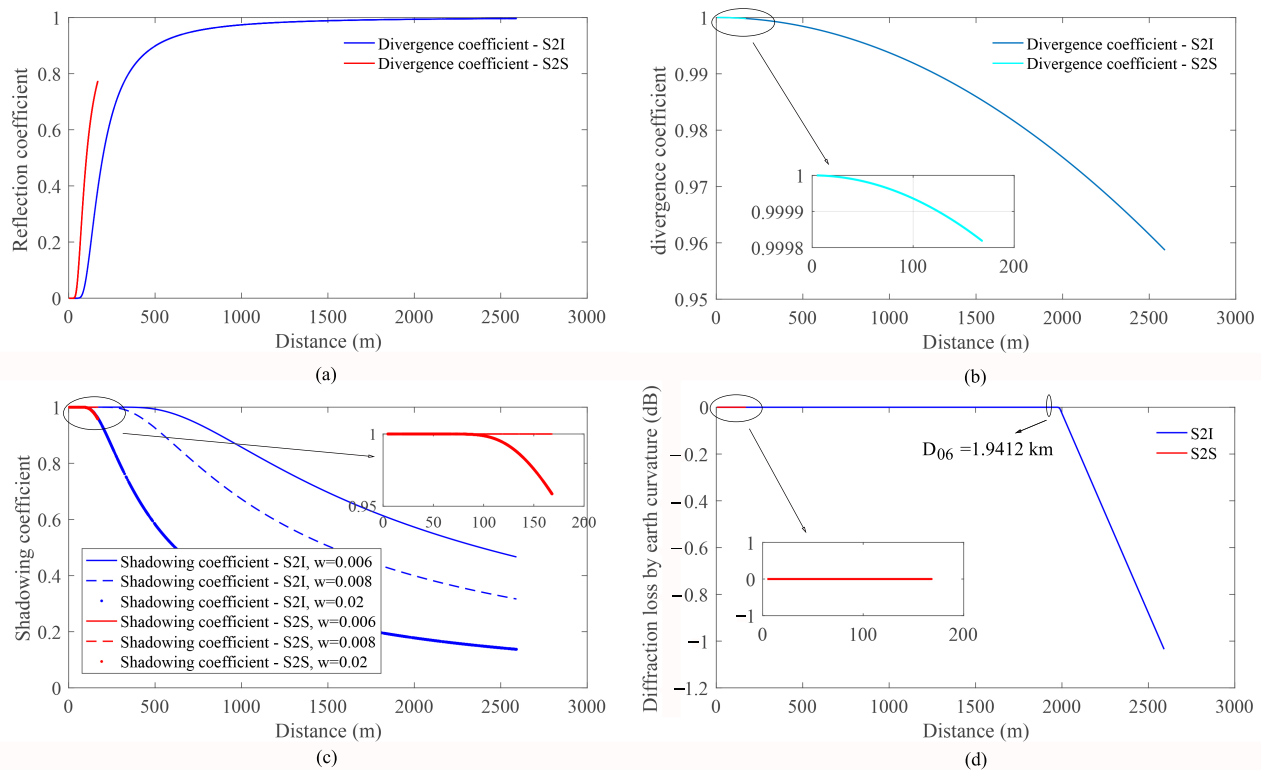 1
0.8
0.6
0.4
0.2
0
Reflection coefficient
Divergence coefficient - S2I
Divergence coefficient - S2S
0 500 1000 1500 2000 2500 3000
Distance (m)
(a)
1
0.99
0.98
0.97
0.96
0.95
divergence coefficient
Divergence coefficient - S2I
Divergence coefficient - S2S
1
0.9999
0.9998
0 100 200
0 500 1000 1500 2000 2500 3000
Distance (m)
(b)
1
0.8
0.6
0.4
0.2
0
Shadowing coefficient
1
0.95
0 50 100 150 200
Shadowing coefficient - S2I, w=0.006
Shadowing coefficient - S2I, w=0.008
Shadowing coefficient - S2I, w=0.02
Shadowing coefficient - S2S, w=0.006
Shadowing coefficient - S2S, w=0.008
Shadowing coefficient - S2S, w=0.02
0 500 1000 1500 2000 2500 3000
Distance (m)
(c)
0
−0.2
−0.4
−0.6
−0.8
−1
−1.2
Diffraction loss by earth curvature (dB)
D06 =1.9412 km
S2I
S2S
1
0
−1
0 100 200
0 500 1000 1500 2000 2500 3000
Distance (m)
(d)